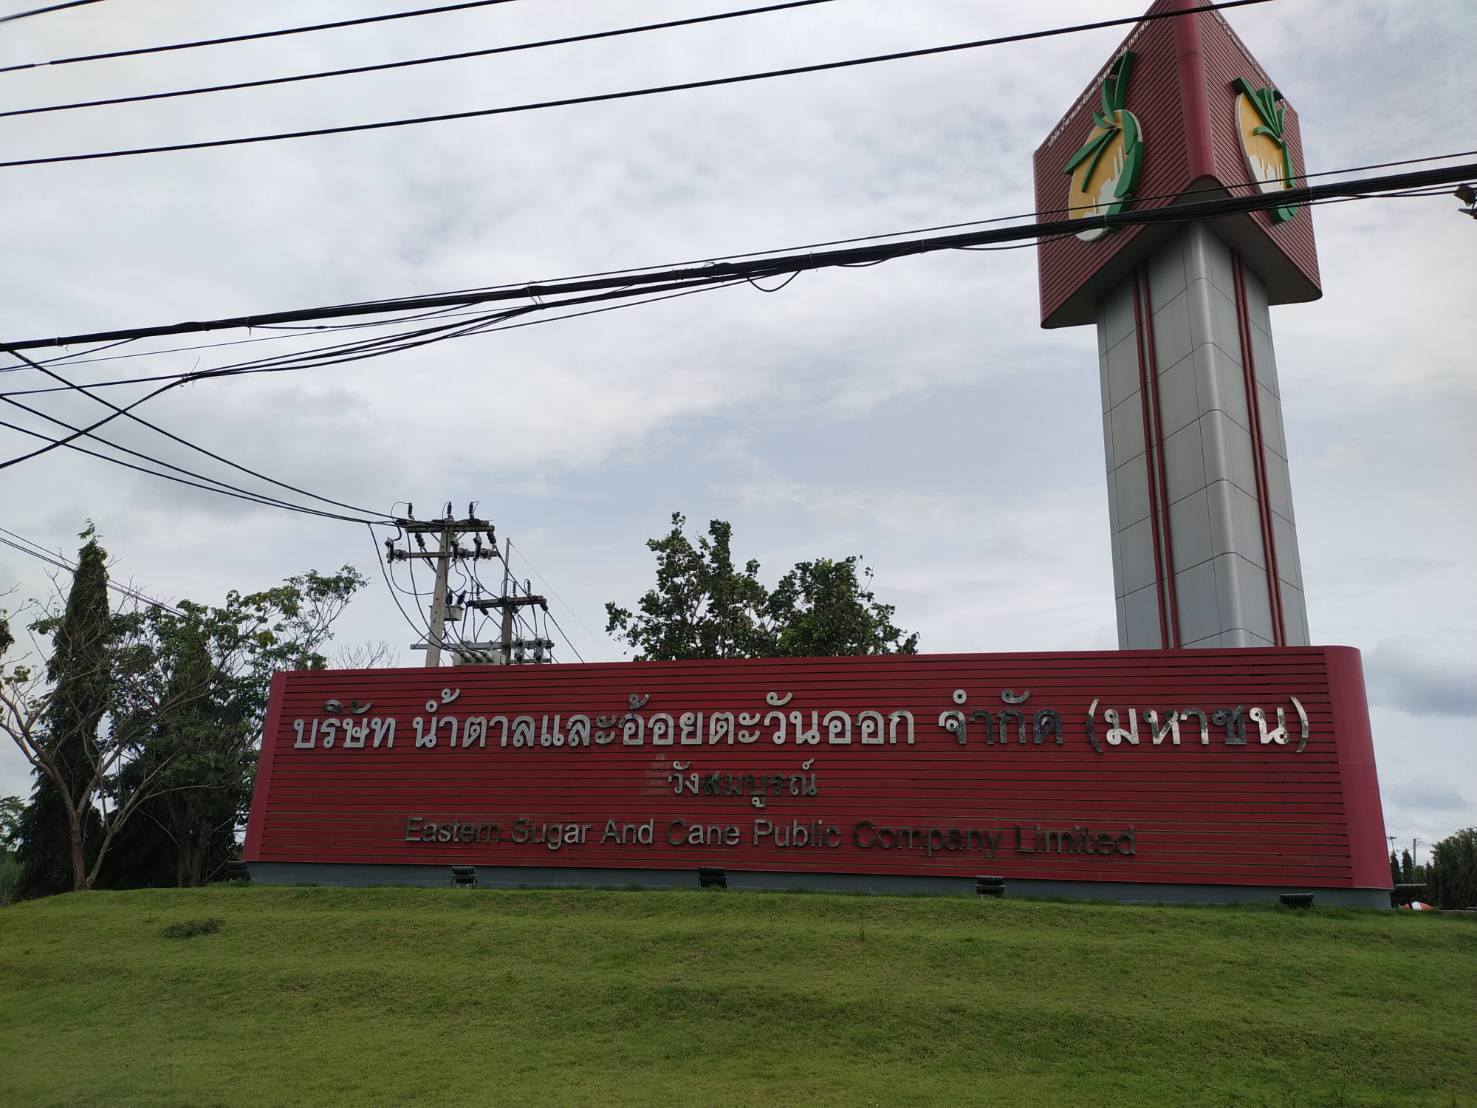 บริษัท น้ำตาลและอ้อยตะวันออก จำกัด (มหาชน)
วังสมบูรณ์
Eastern Sugar And Cane Public Company Limited